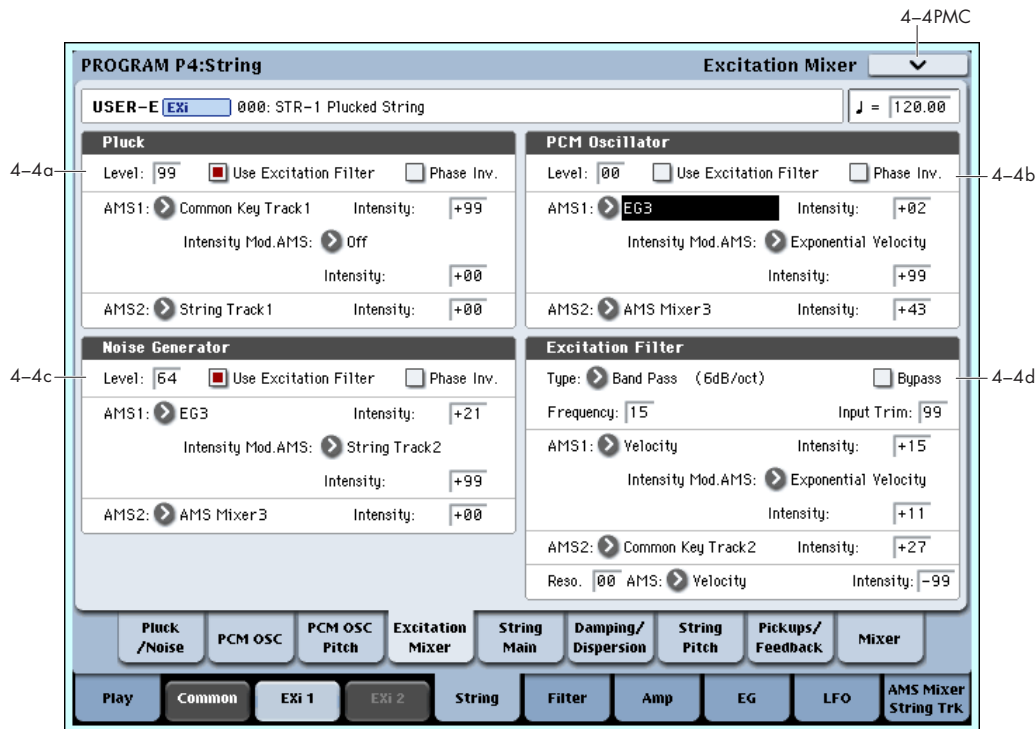 4–4PMC
PROGRAM P4:String
Excitation Mixer
USER-E EXi 000: STR-1 Plucked String
♩ = 120.00
4–4a
Pluck
Level: 99 Use Excitation Filter Phase Inv.
AMS1: Common Key Track1 Intensity: +99
Intensity Mod.AMS: Off
Intensity: +00
AMS2: String Track1 Intensity: +00
4–4b
PCM Oscillator
Level: 00 Use Excitation Filter Phase Inv.
AMS1: EG3 Intensity: +02
Intensity Mod.AMS: Exponential Velocity
Intensity: +99
AMS2: AMS Mixer3 Intensity: +43
4–4c
Noise Generator
Level: 64 Use Excitation Filter Phase Inv.
AMS1: EG3 Intensity: +21
Intensity Mod.AMS: String Track2
Intensity: +99
AMS2: AMS Mixer3 Intensity: +00
4–4d
Excitation Filter
Type: Band Pass (6dB/oct) Bypass
Frequency: 15 Input Trim: 99
AMS1: Velocity Intensity: +15
Intensity Mod.AMS: Exponential Velocity
Intensity: +11
AMS2: Common Key Track2 Intensity: +27
Reso. 00 AMS: Velocity Intensity: -99
Pluck
/Noise
PCM OSC
PCM OSC
Pitch
Excitation
Mixer
String
Main
Damping/
Dispersion
String
Pitch
Pickups/
Feedback
Mixer
Play
Common
EXi 1
EXi 2
String
Filter
Amp
EG
LFO
AMS Mixer
String Trk